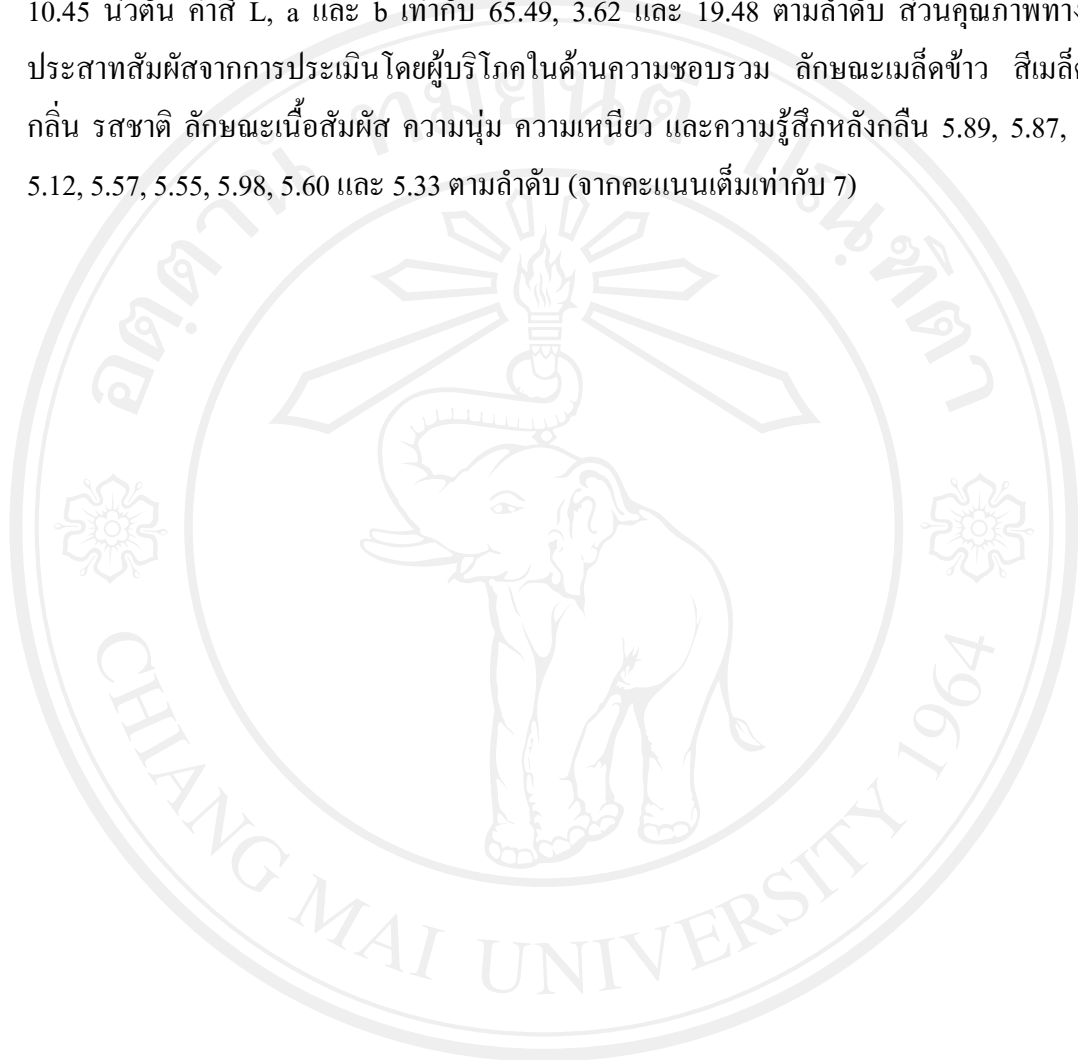 10.45 นิวตัน ค่าสี L, a และ b เท่ากับ 65.49, 3.62 และ 19.48 ตามลำดับ ส่วนคุณภาพทาง
ประสาทสัมผัสจากการประเมินโดยผู้บริโภคในด้านความชอบรวม ลักษณะเมล็ดข้าว
กลิ่น รสชาติ ลักษณะเนื้อสัมผัส ความนุ่ม ความเหนียว และความรู้สึกหลังกลืน 5.89, 5.87,
5.12, 5.57, 5.55, 5.98, 5.60 และ 5.33 ตามลำดับ (จากคะแนนเต็มเท่ากับ 7)
CHIANG MAI UNIVERSITY 1964